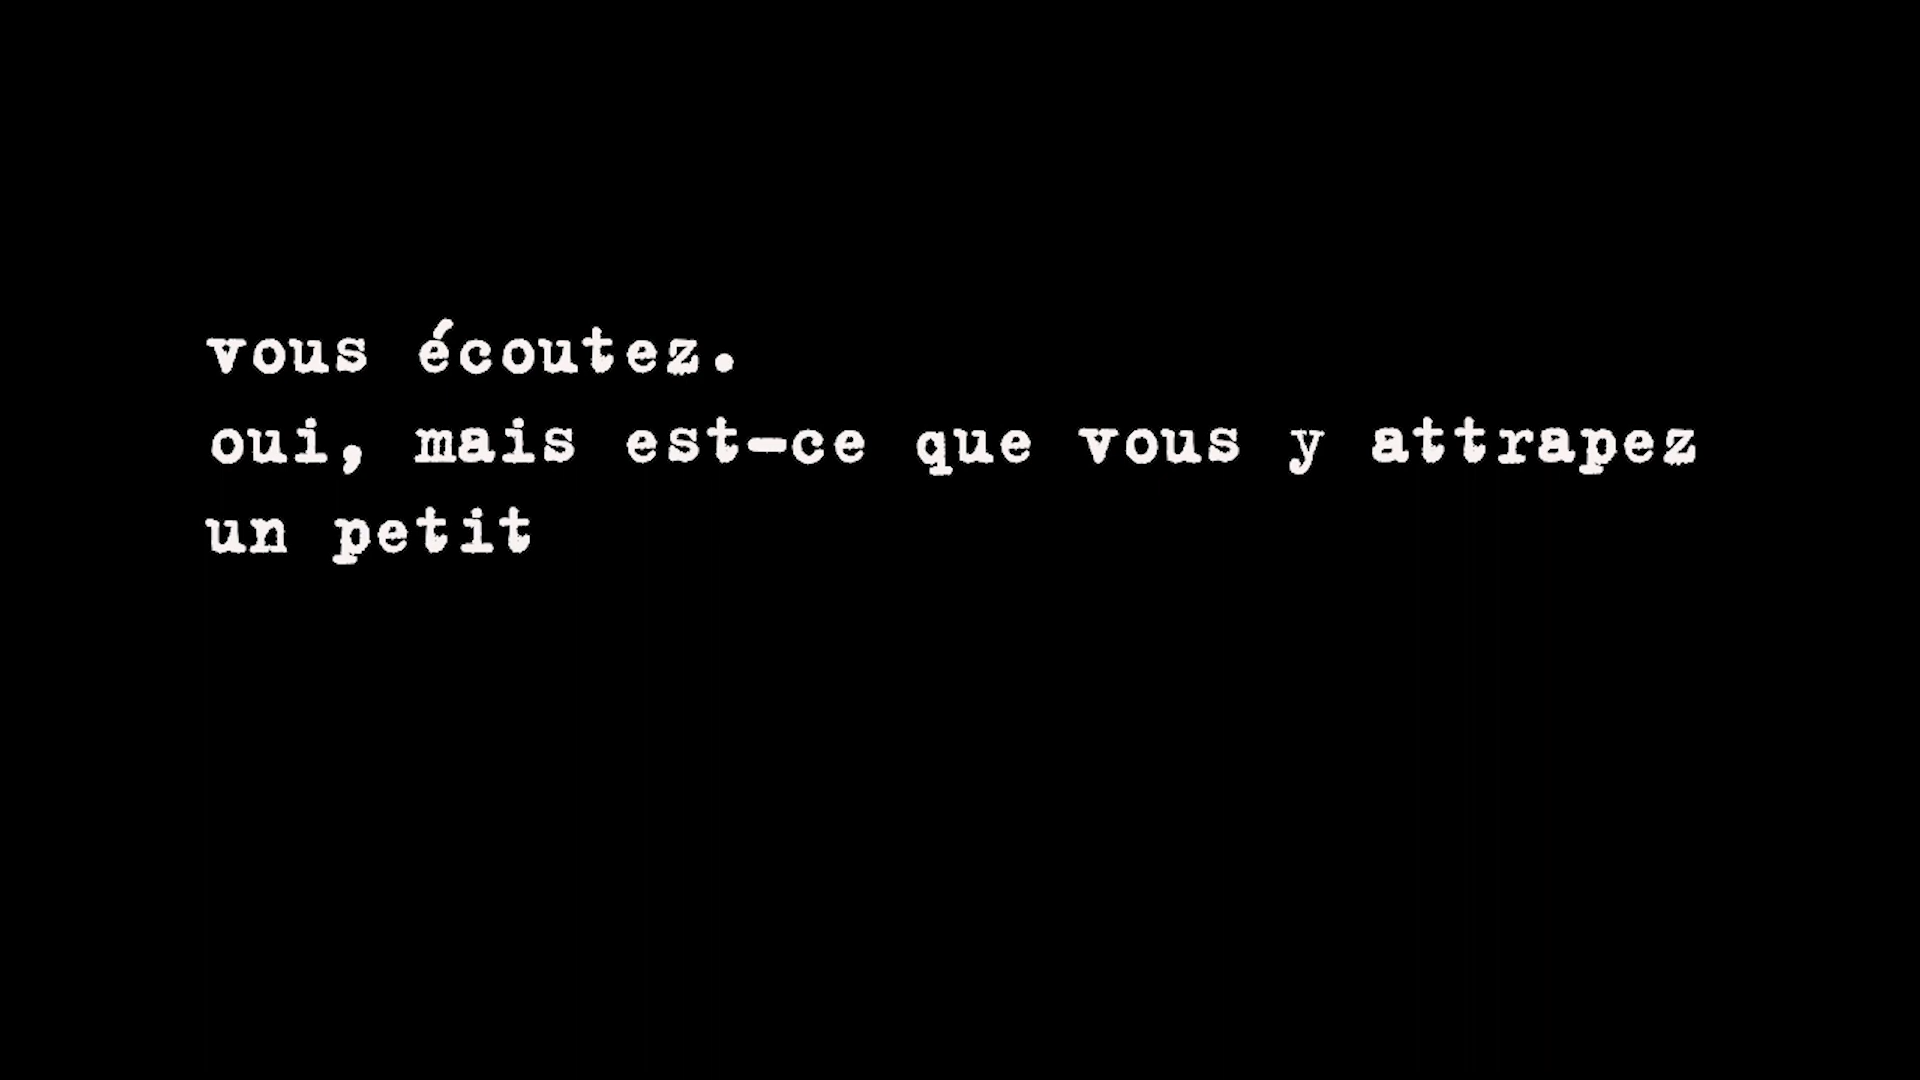 vous écoutez.
oui, mais est-ce que vous y attrapez
un petit